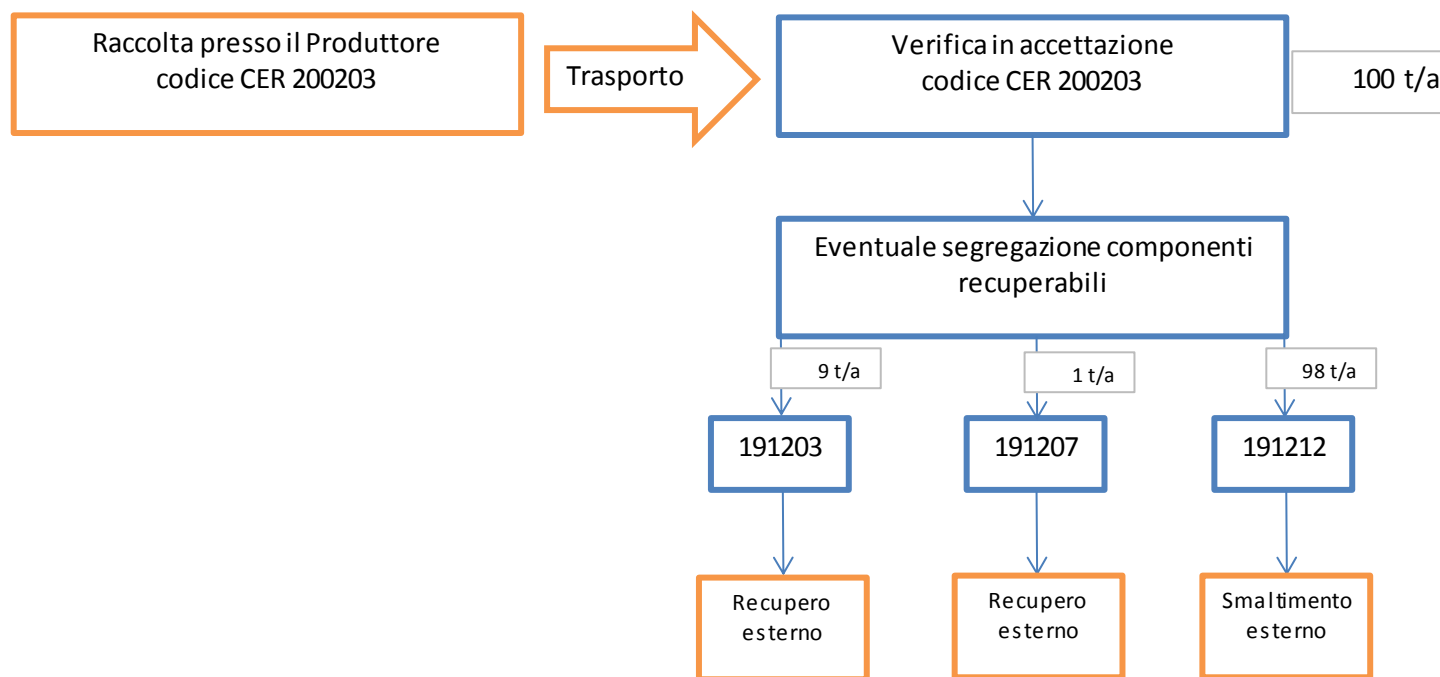 Raccolta presso il Produttore
codice CER 200203
Trasporto
Verifica in accettazione
codice CER 200203
100 t/a
Eventuale segregazione componenti
recuperabili
9 t/a
1 t/a
98 t/a
191203
191207
191212
Recupero
esterno
Recupero
esterno
Smaltimento
esterno